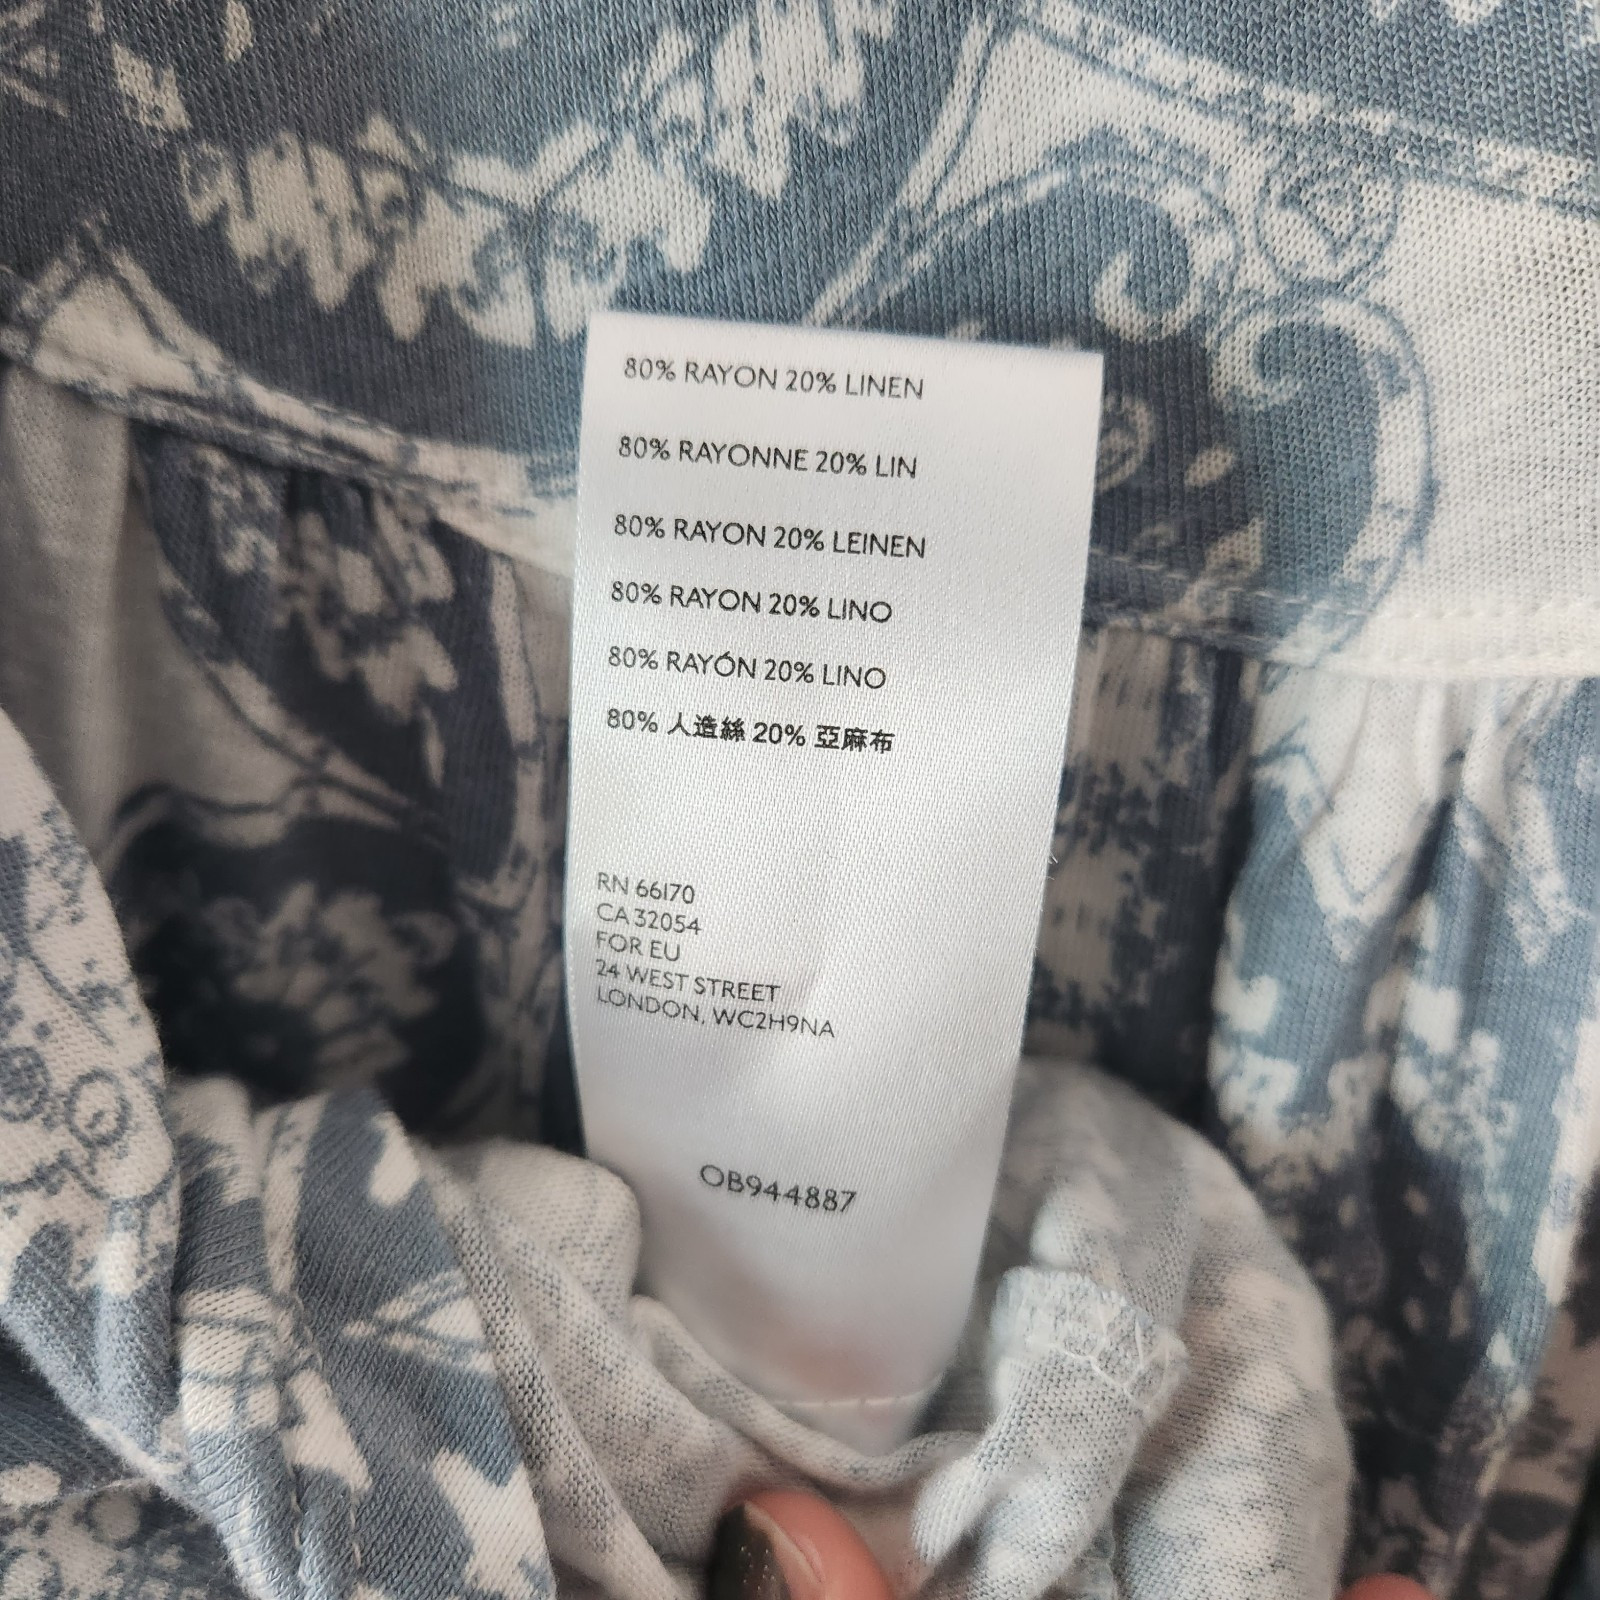 80% RAYON 20% LINEN
80% RAYONNE 20% LIN
80% RAYON 20% LEINEN
80% RAYON 20% LINO
80% RAYÓN 20% LINO
80% 人造絲 20% 亞麻布
RN 66170
CA 32054
FOR EU
24 WEST STREET
LONDON, WC2H9NA
OB944887